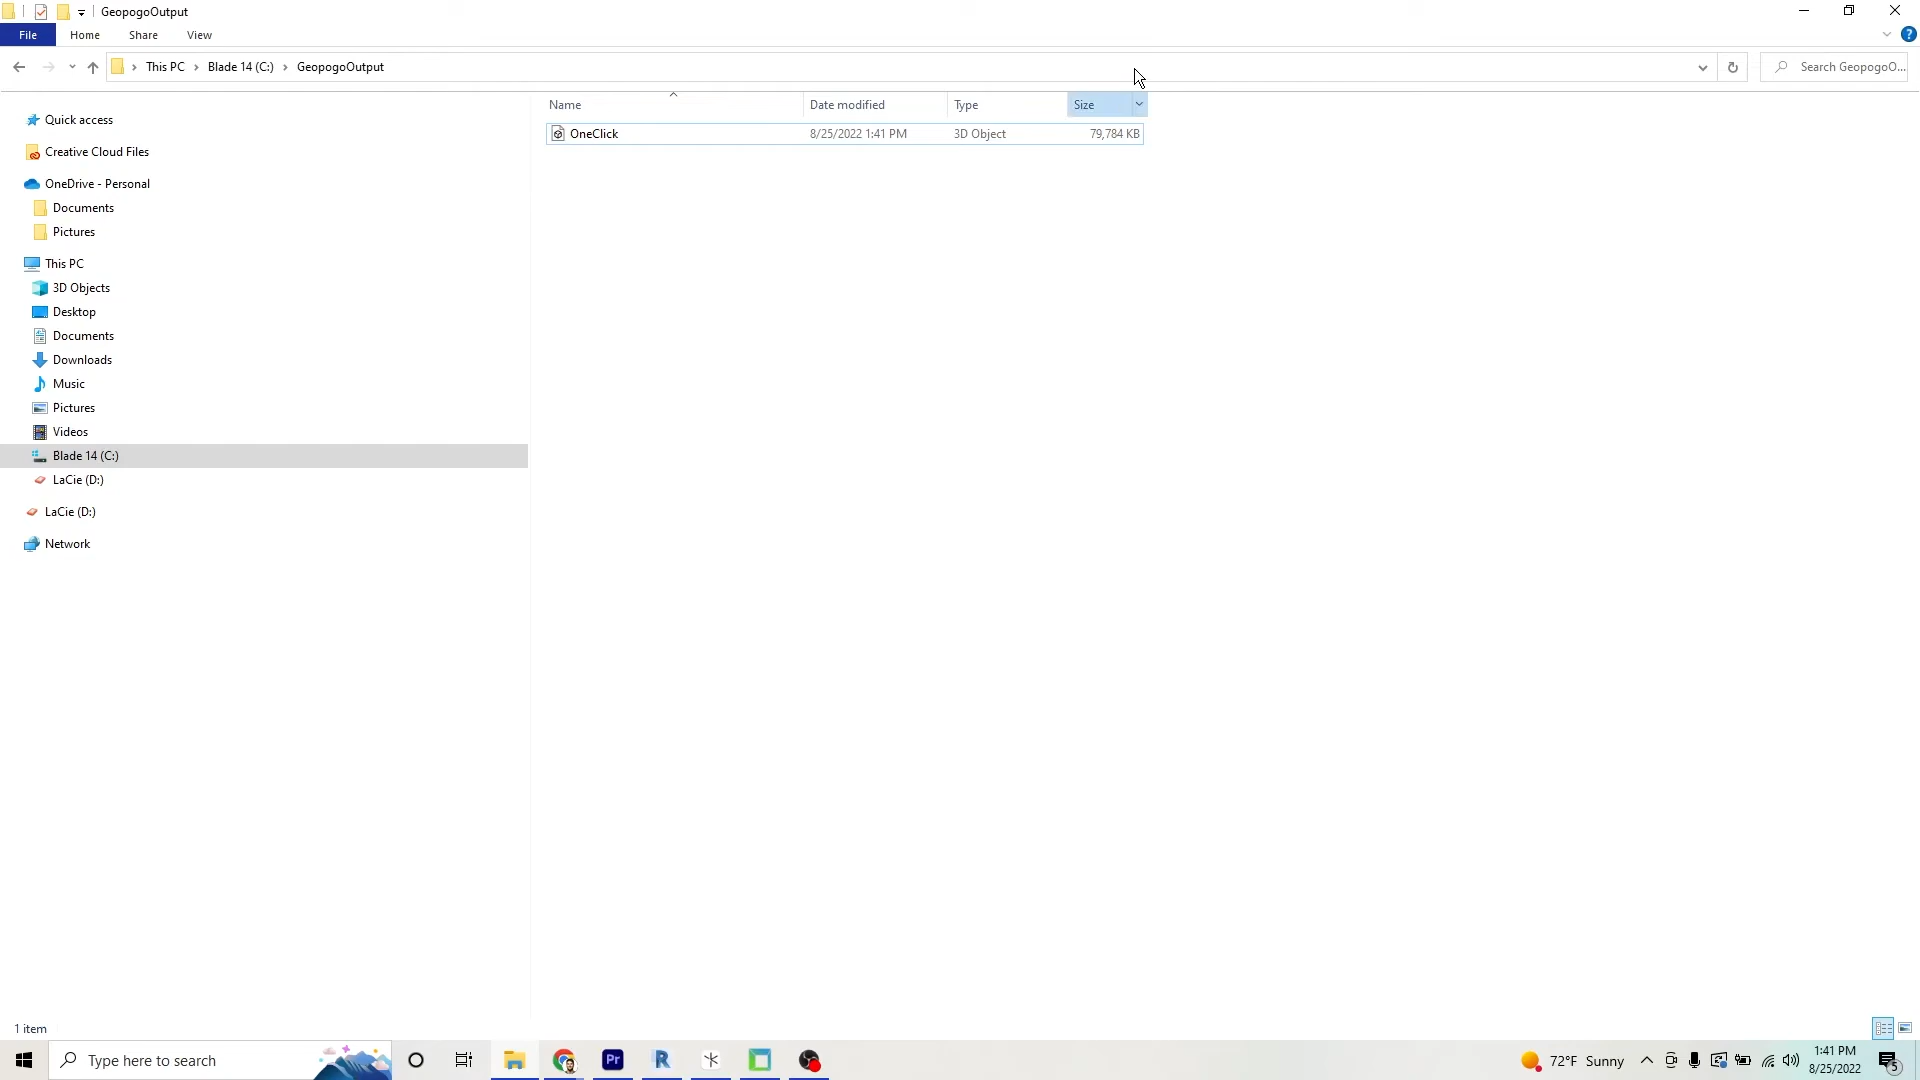 GeopogoOutput
File Home Share View
This PC Blade 14 (C:) GeopogoOutput
Search GeopogoO...
Name Date modified Type Size
OneClick 8/25/2022 1:41 PM 3D Object 79,784 KB
Quick access
Creative Cloud Files
OneDrive - Personal
Documents
Pictures
This PC
3D Objects
Desktop
Documents
Downloads
Music
Pictures
Videos
Blade 14 (C:)
LaCie (D:)
LaCie (D:)
Network
1 item
Type here to search
Pr
R
72°F Sunny
1:41 PM
8/25/2022
5